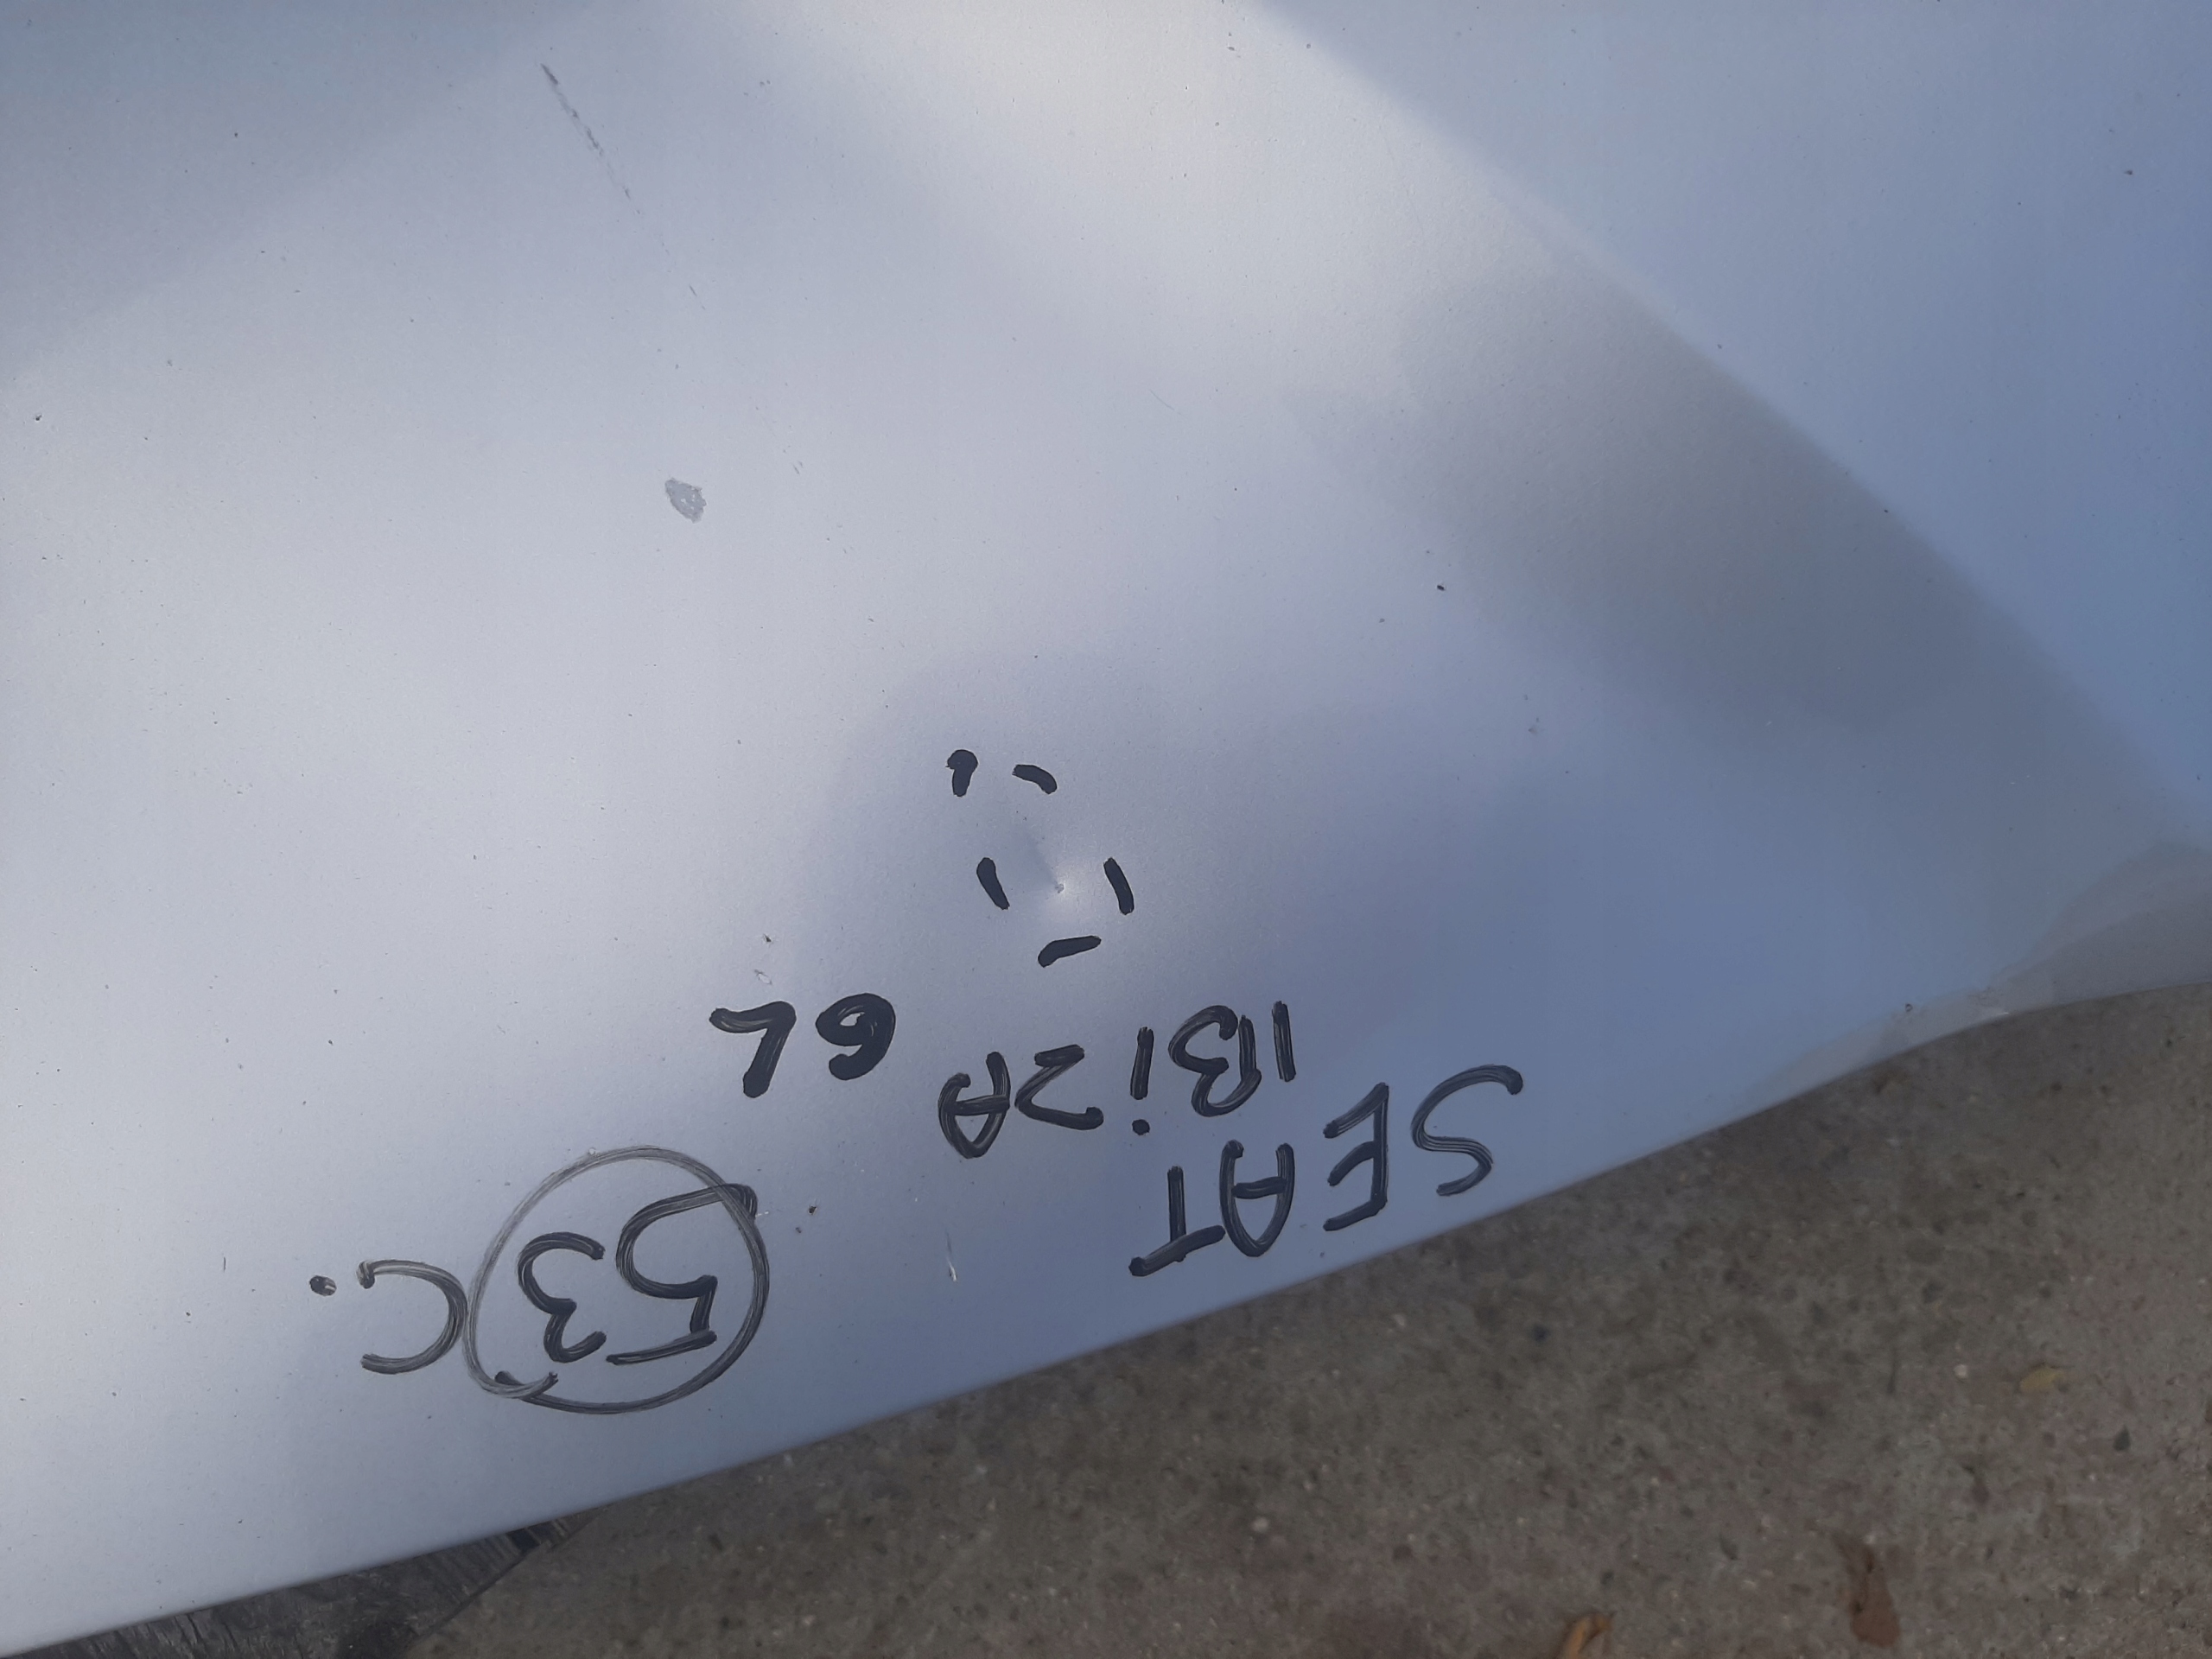 SEAT
IBiZA 6L
53 C.